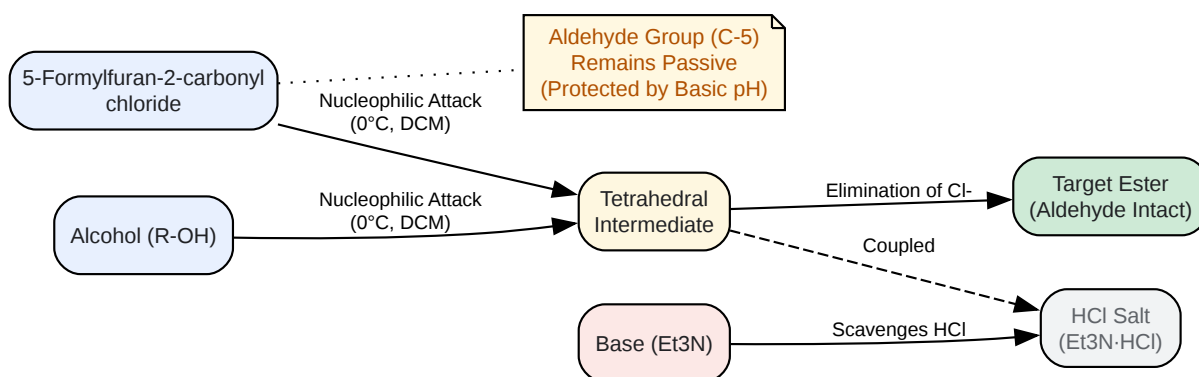 5-Formylfuran-2-carbonyl
chloride
Aldehyde Group (C-5)
Remains Passive
(Protected by Basic pH)
Nucleophilic Attack
(0°C, DCM)
Alcohol (R-OH)
Nucleophilic Attack
(0°C, DCM)
Tetrahedral
Intermediate
Elimination of Cl-
Target Ester
(Aldehyde Intact)
Coupled
Base (Et3N)
Scavenges HCl
HCl Salt
(Et3N·HCl)